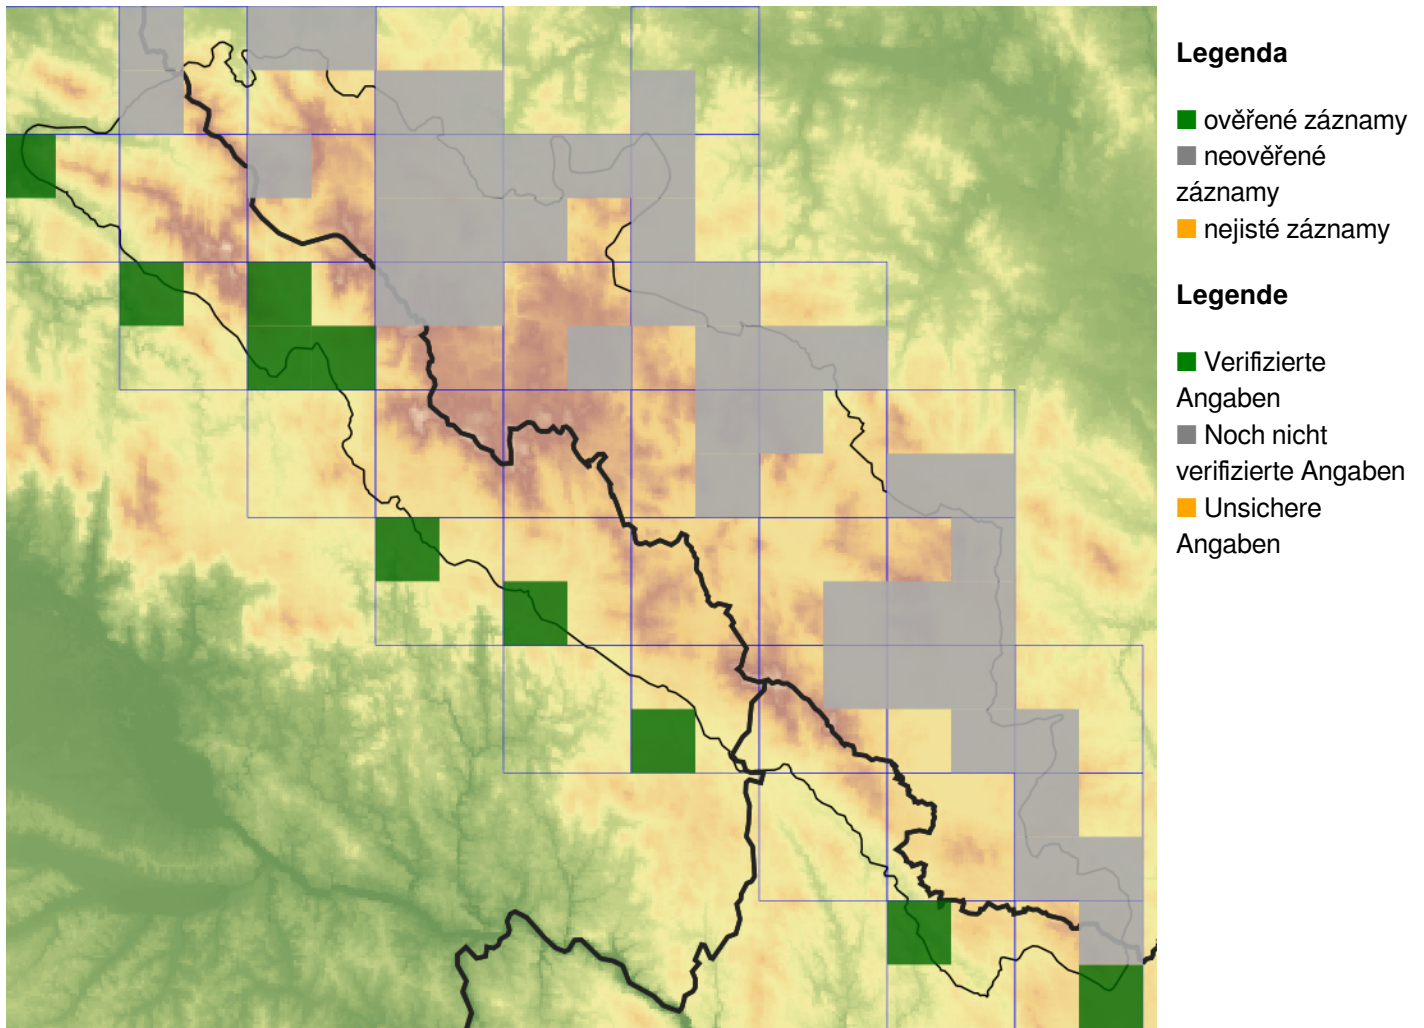 Legenda
ověřené záznamy
neověřené
záznamy
nejisté záznamy
Legende
Verifizierte
Angaben
Noch nicht
verifizierte Angaben
Unsichere
Angaben